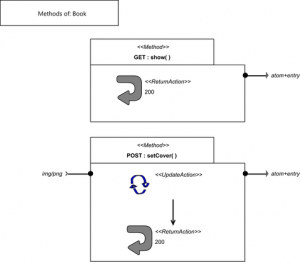 Methods of: Book
<<Method>>
GET : show( )
<<ReturnAction>>
200
atom+entry
<<Method>>
POST : setCover( )
img/png
<<UpdateAction>>
atom+entry
<<ReturnAction>>
200